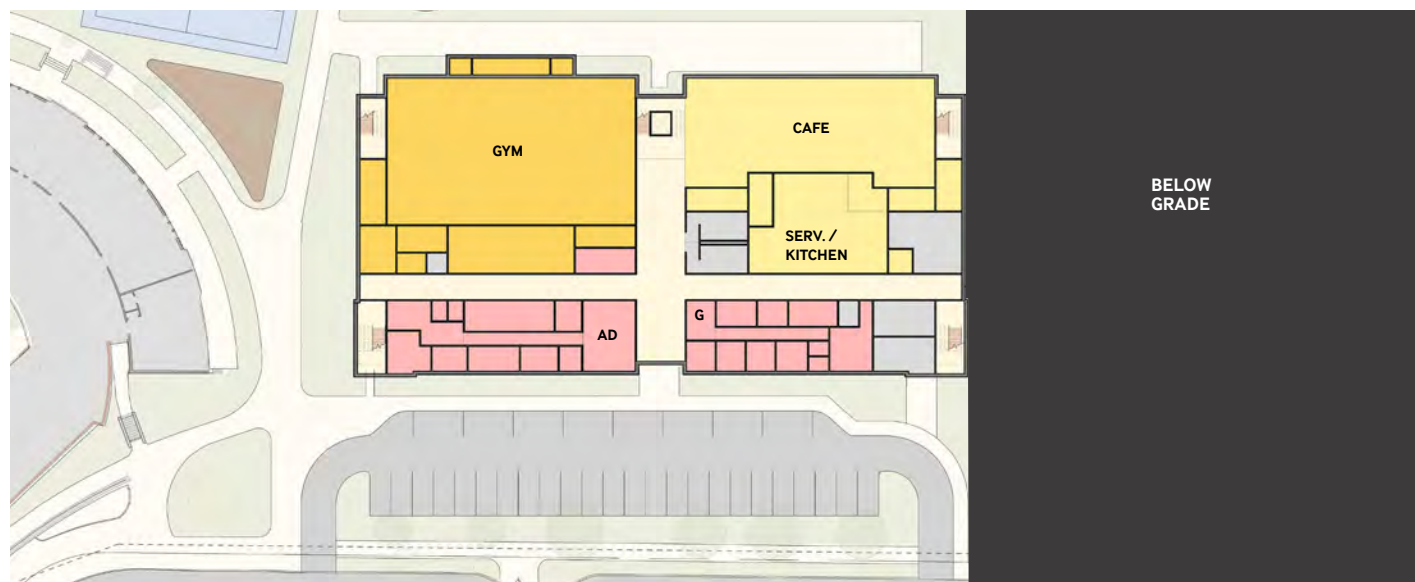 CAFE
GYM
BELOW
GRADE
SERV. /
KITCHEN
G
AD